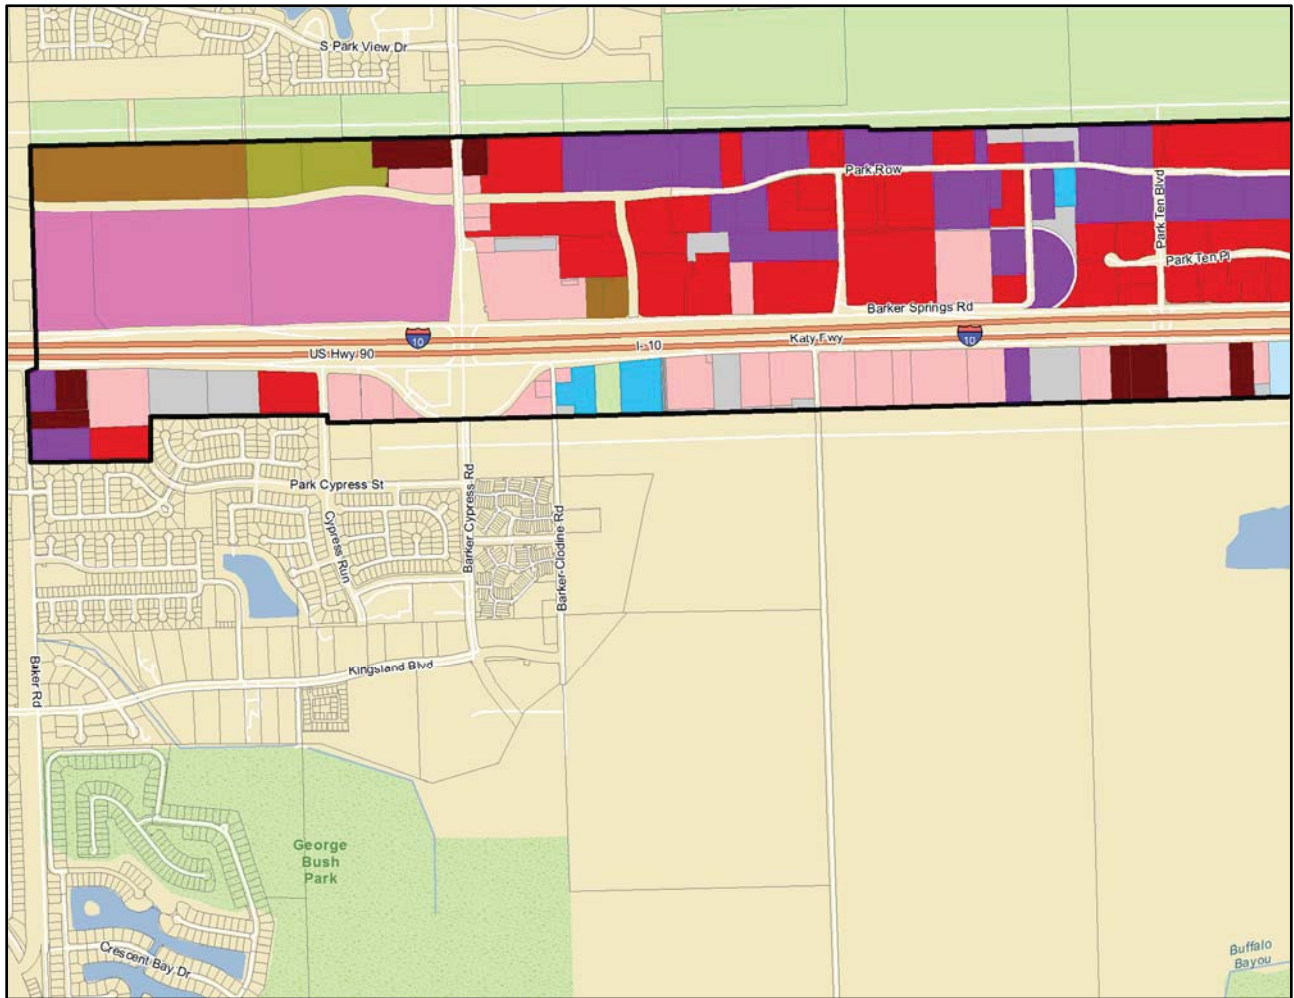 S Park View Dr
Park Row
Park Ten Blvd
Park Ten Pl
Barker Springs Rd
10
10
Katy Fwy
I- 10
US Hwy 90
Park Cypress St
Cypress Run
Barker Cypress Rd
Barker-Clodine Rd
Kingsland Blvd
Baker Rd
George
Bush
Park
Crescent Bay Dr
Buffalo
Bayou